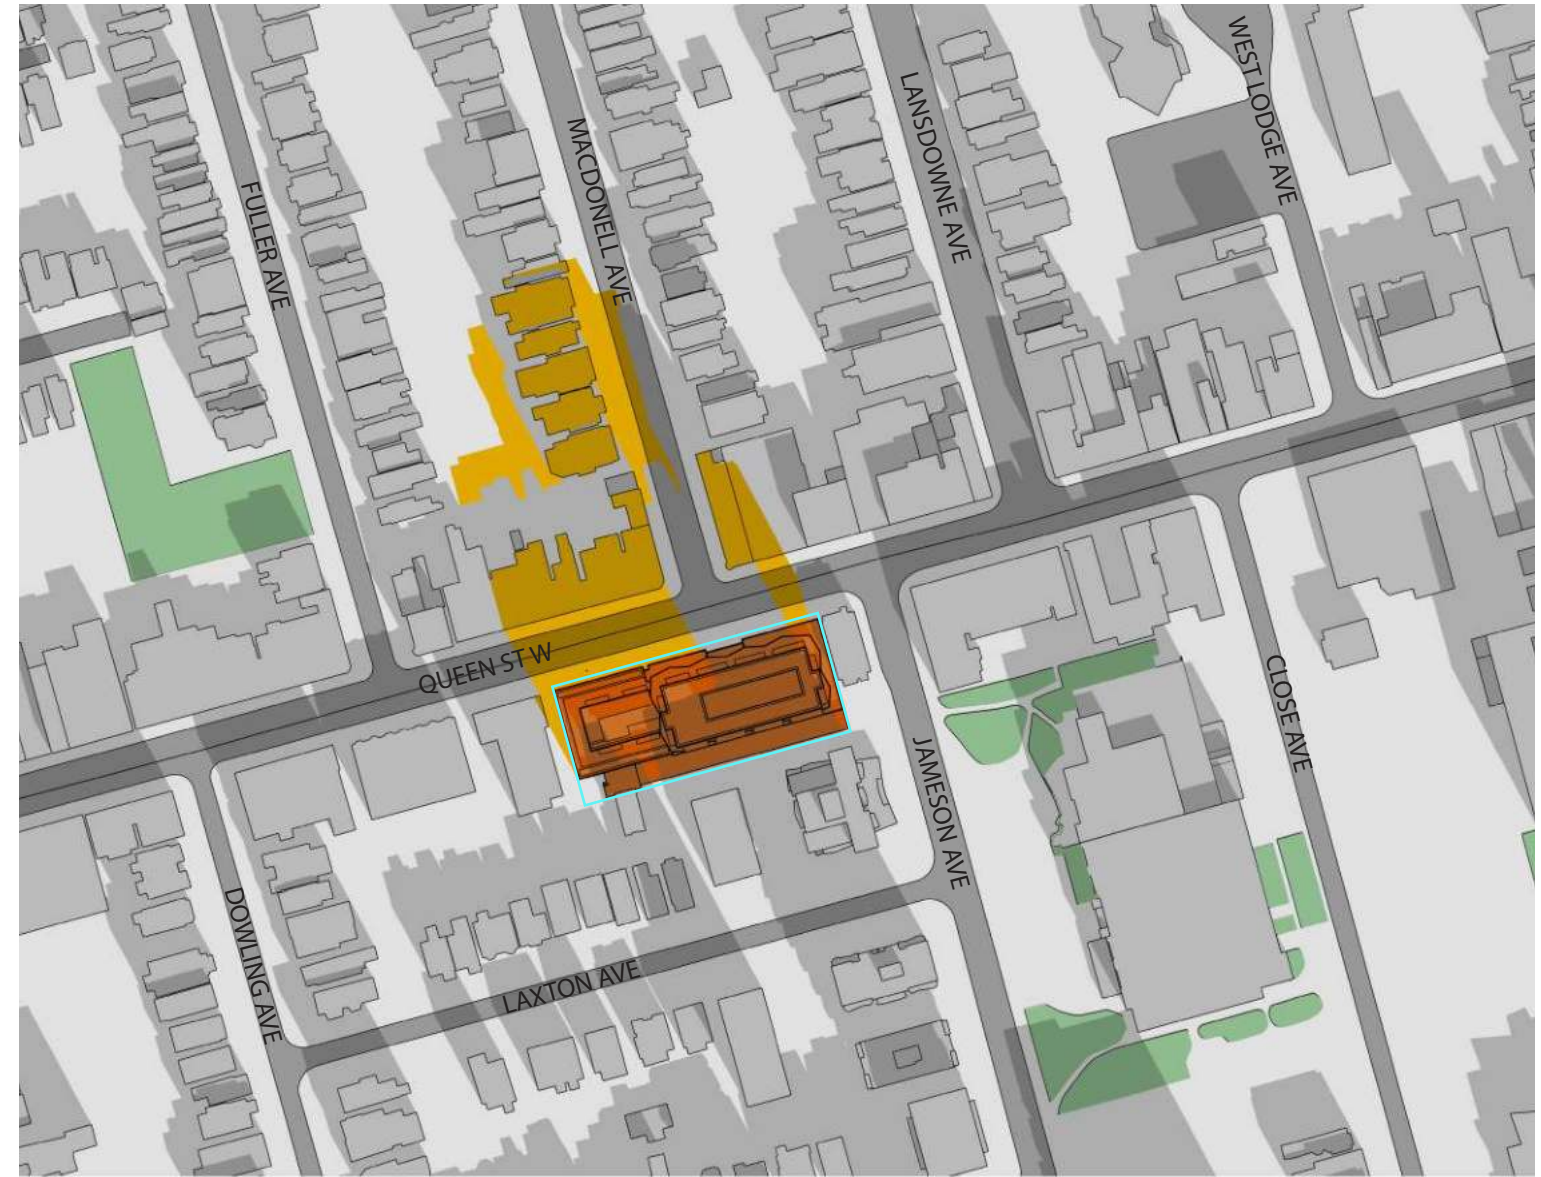 WEST LODGE AVE
LANSDOWNE AVE
MACDONELL AVE
FULLER AVE
QUEEN ST W
CLOSE AVE
JAMESON AVE
DOWLING AVE
LAXTON AVE